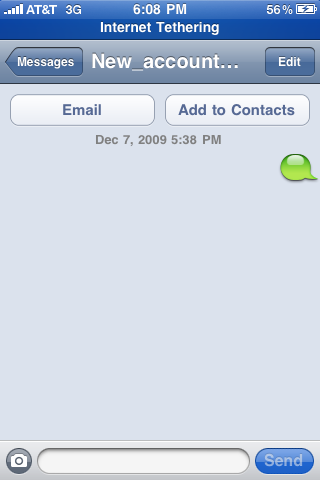 AT&T 3G 6:08 PM 56%
Internet Tethering
Messages New_account... Edit
Email Add to Contacts
Dec 7, 2009 5:38 PM
Send